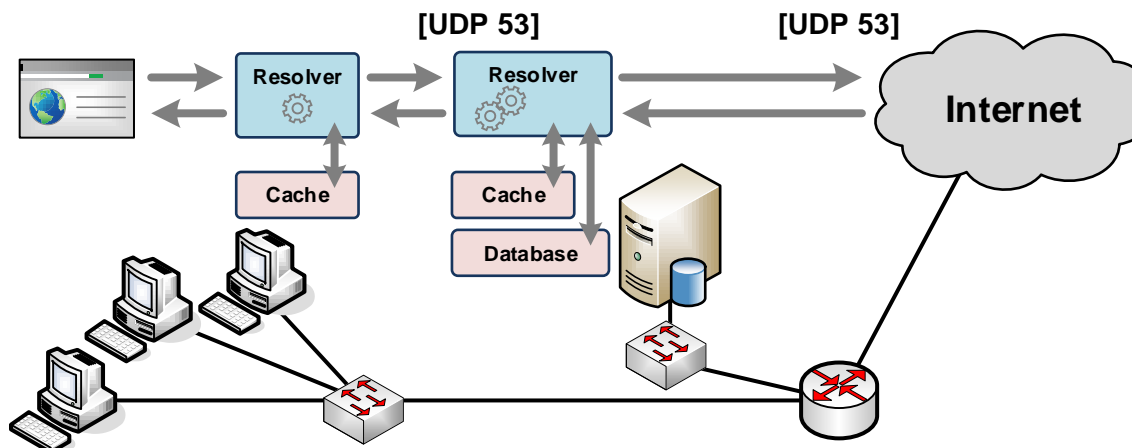 [UDP 53]
[UDP 53]
Resolver
Resolver
Internet
Cache
Cache
Database